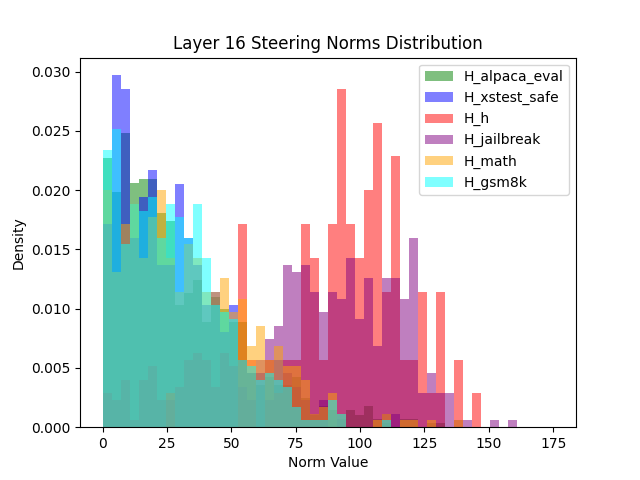 Layer 16 Steering Norms Distribution
H_alpaca_eval
H_xstest_safe
H_h
H_jailbreak
H_math
H_gsm8k
0.030
0.025
0.020
0.015
0.010
0.005
0.000
Density
0 25 50 75 100 125 150 175
Norm Value